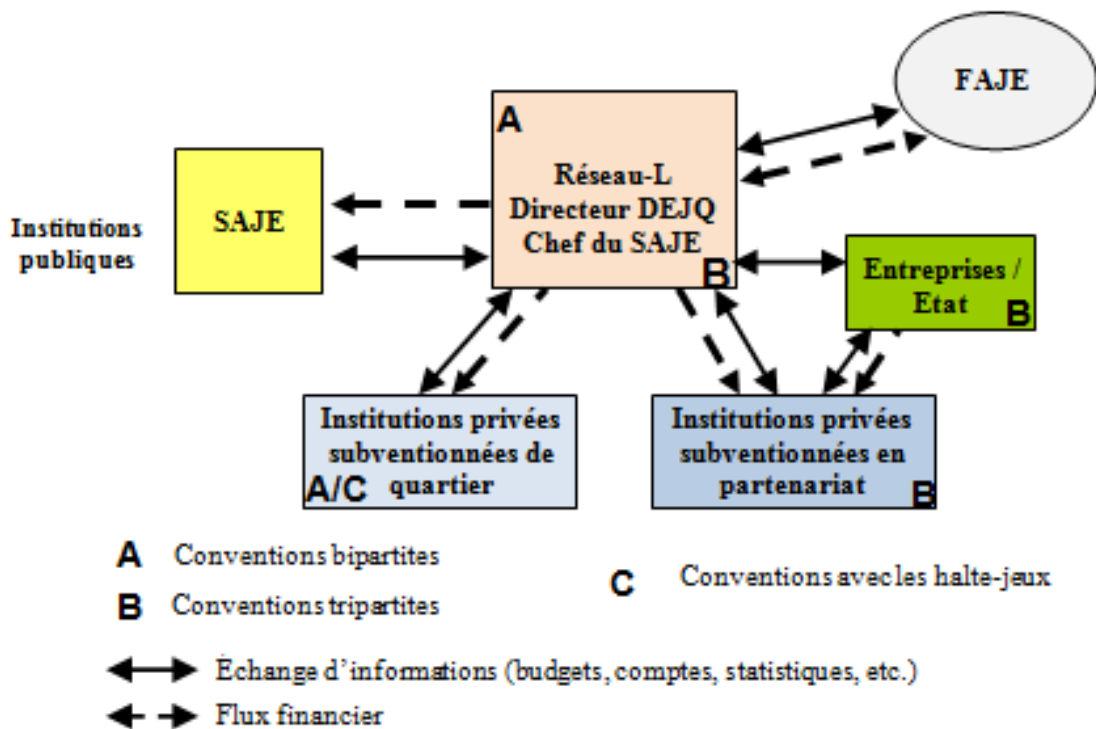 FAJE
A
Réseau-L
Directeur DEJQ
Chef du SAJE
B
SAJE
Institutions
publiques
Entreprises /
Etat
B
Institutions privées
subventionnées de
quartier
A/C
Institutions privées
subventionnées en
partenariat
B
A Conventions bipartites
B Conventions tripartites
C Conventions avec les halte-jeux
Échange d'informations (budgets, comptes, statistiques, etc.)
Flux financier